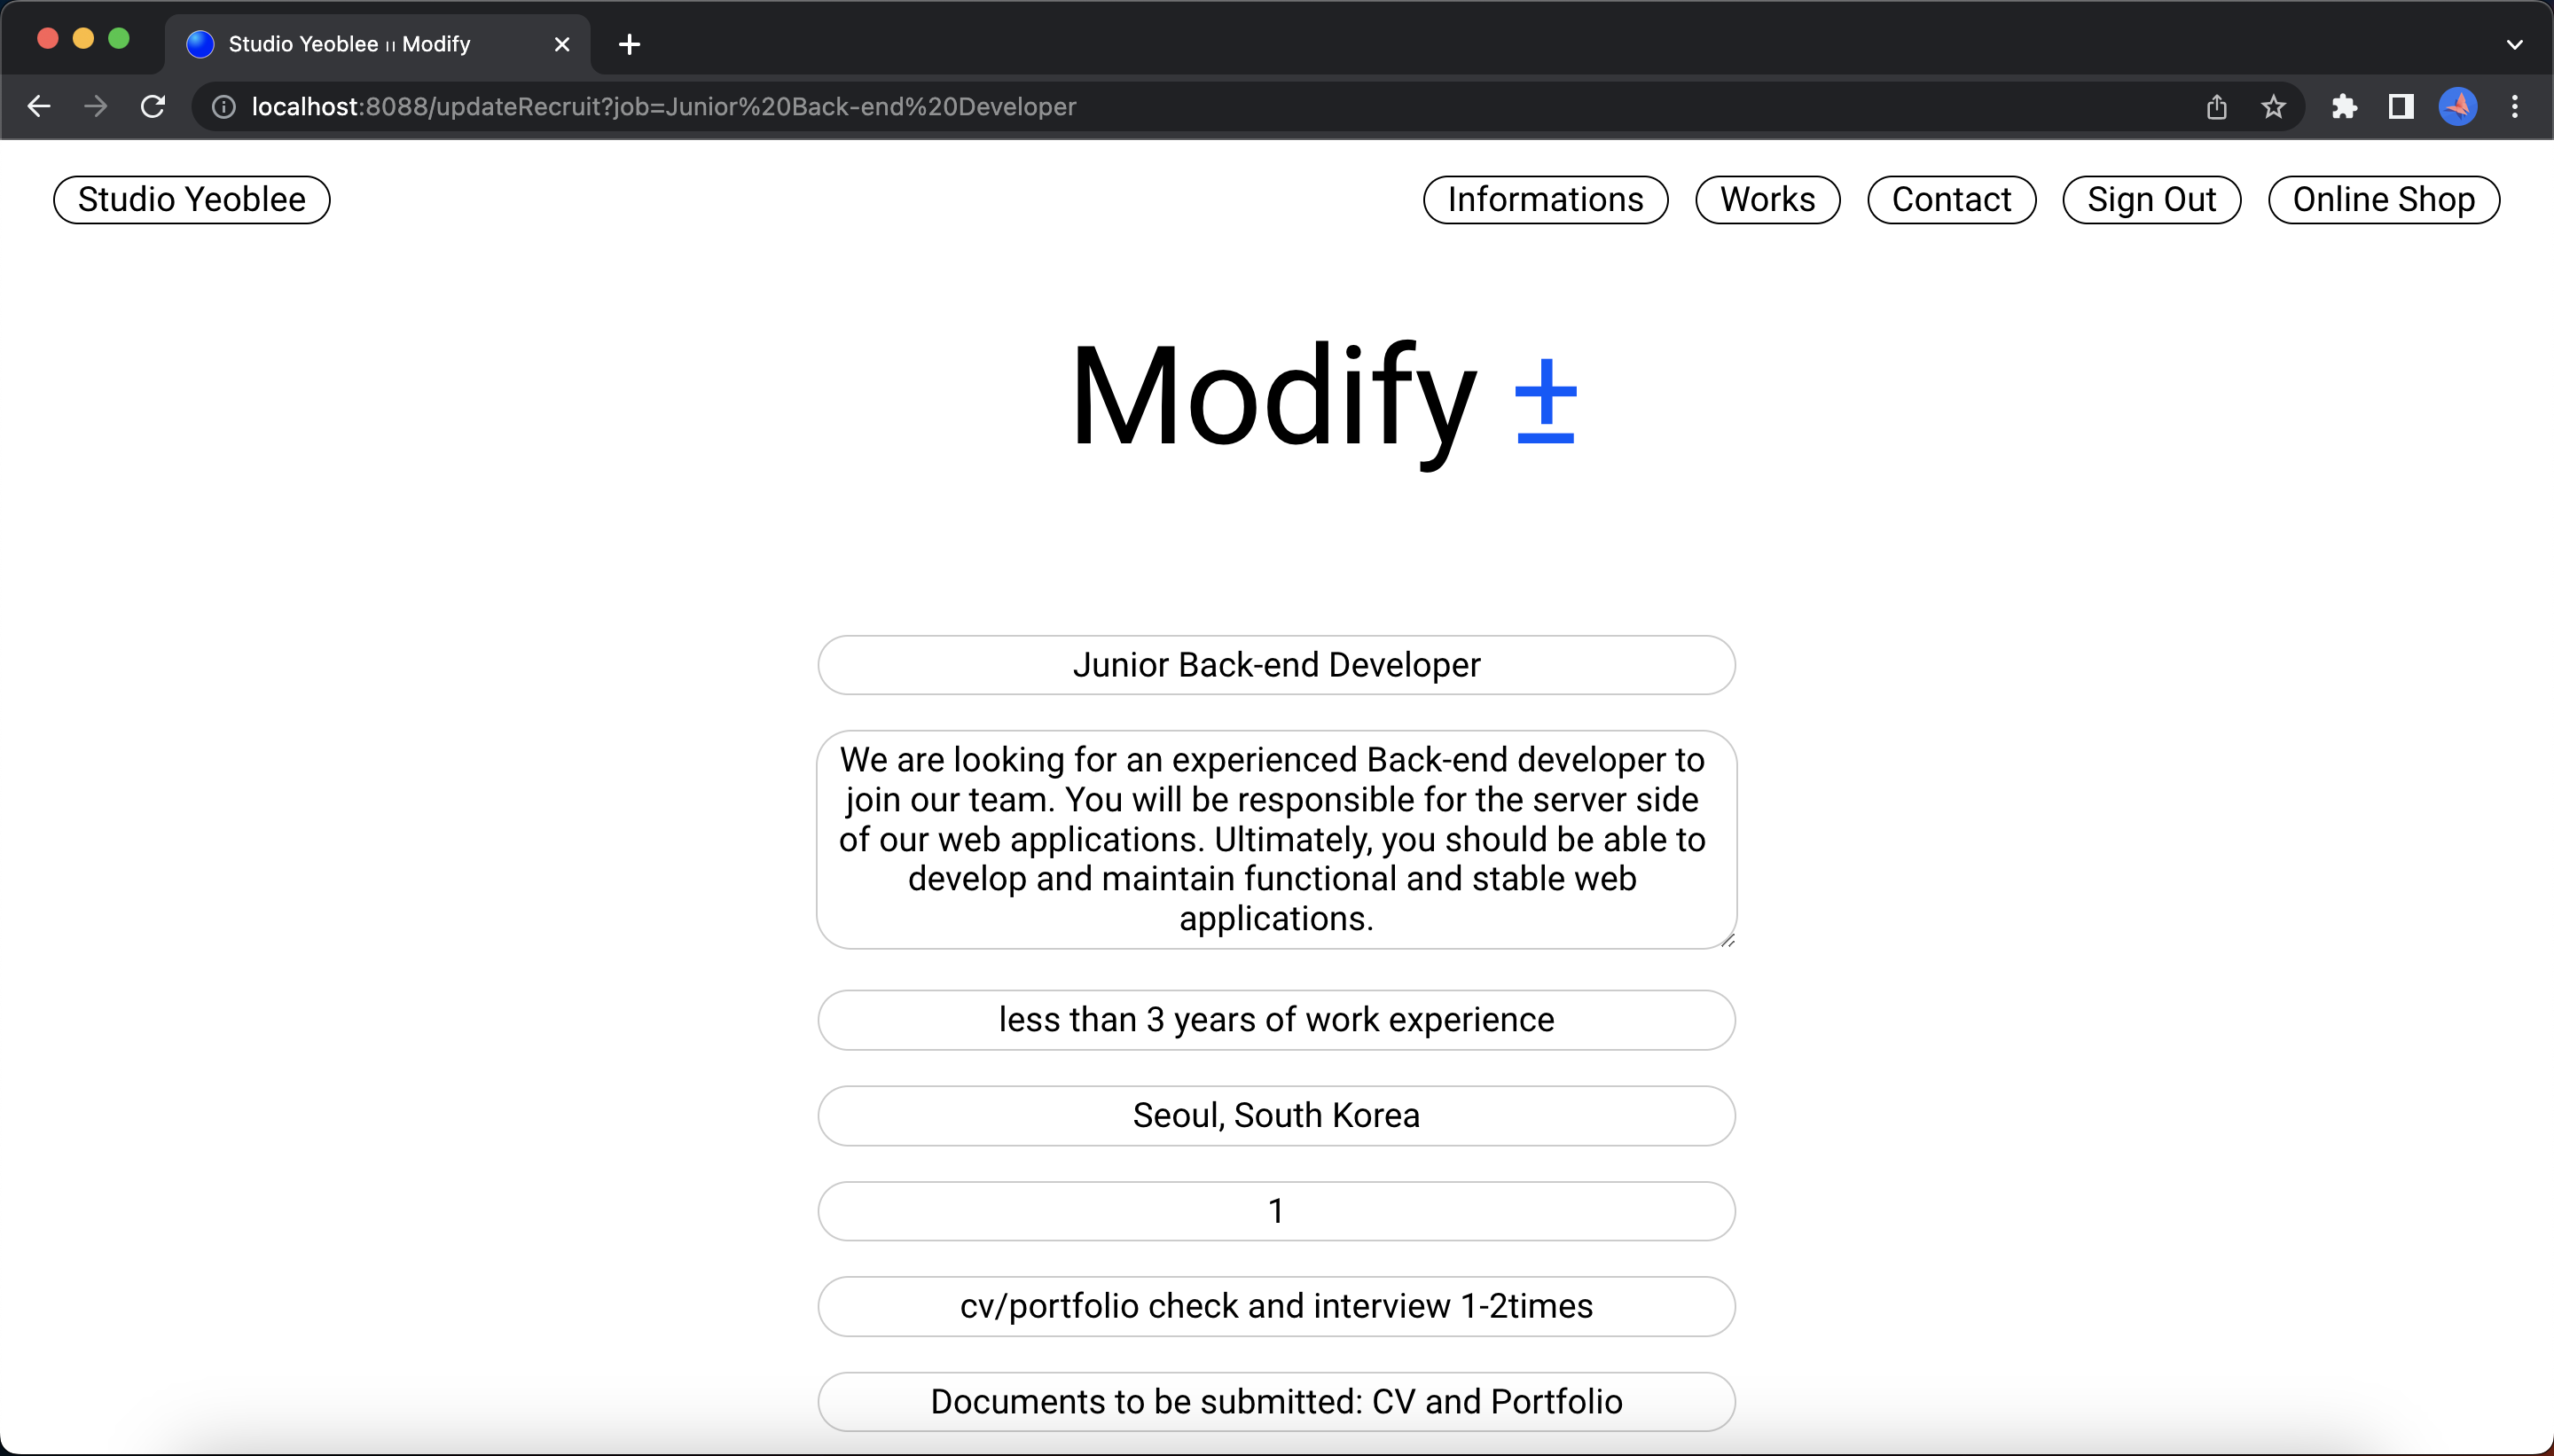 Studio Yeoblee ıı Modify
localhost:8088/updateRecruit?job=Junior%20Back-end%20Developer
Studio Yeoblee
Informations
Works
Contact
Sign Out
Online Shop
Modify ±
Junior Back-end Developer
We are looking for an experienced Back-end developer to
join our team. You will be responsible for the server side
of our web applications. Ultimately, you should be able to
develop and maintain functional and stable web
applications.
less than 3 years of work experience
Seoul, South Korea
1
cv/portfolio check and interview 1-2times
Documents to be submitted: CV and Portfolio